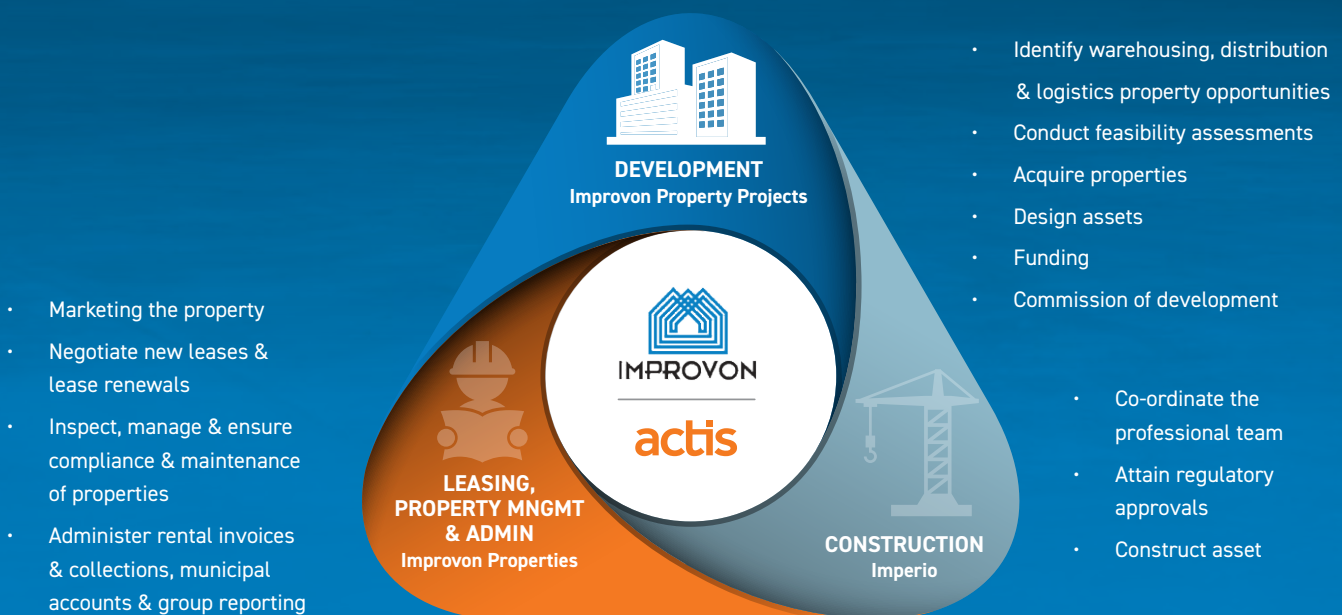 DEVELOPMENT
Improvon Property Projects
• Identify warehousing, distribution
& logistics property opportunities
• Conduct feasibility assessments
• Acquire properties
• Design assets
• Funding
• Commission of development
• Marketing the property
• Negotiate new leases &
lease renewals
• Inspect, manage & ensure
compliance & maintenance
of properties
• Administer rental invoices
& collections, municipal
accounts & group reporting
IMPROVON
actis
LEASING,
PROPERTY MNGMT
& ADMIN
Improvon Properties
CONSTRUCTION
Imperio
• Co-ordinate the
professional team
• Attain regulatory
approvals
• Construct asset